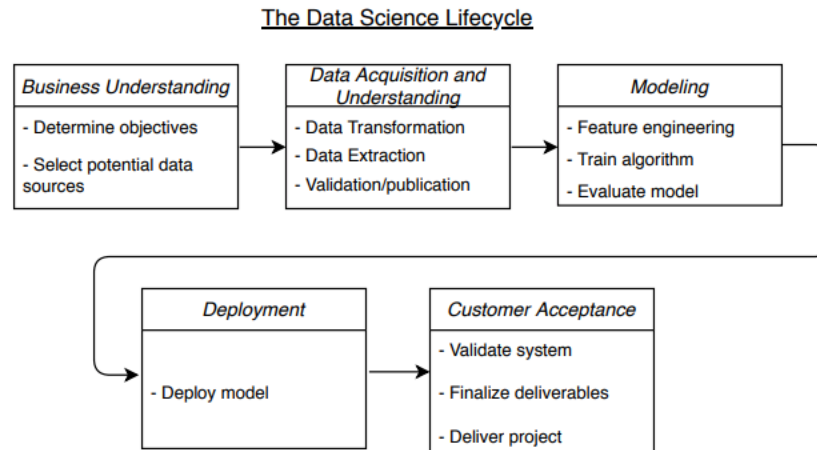 The Data Science Lifecycle
Business Understanding
- Determine objectives
- Select potential data
sources
Data Acquisition and
Understanding
- Data Transformation
- Data Extraction
- Validation/publication
Modeling
- Feature engineering
- Train algorithm
- Evaluate model
Deployment
- Deploy model
Customer Acceptance
- Validate system
- Finalize deliverables
- Deliver project